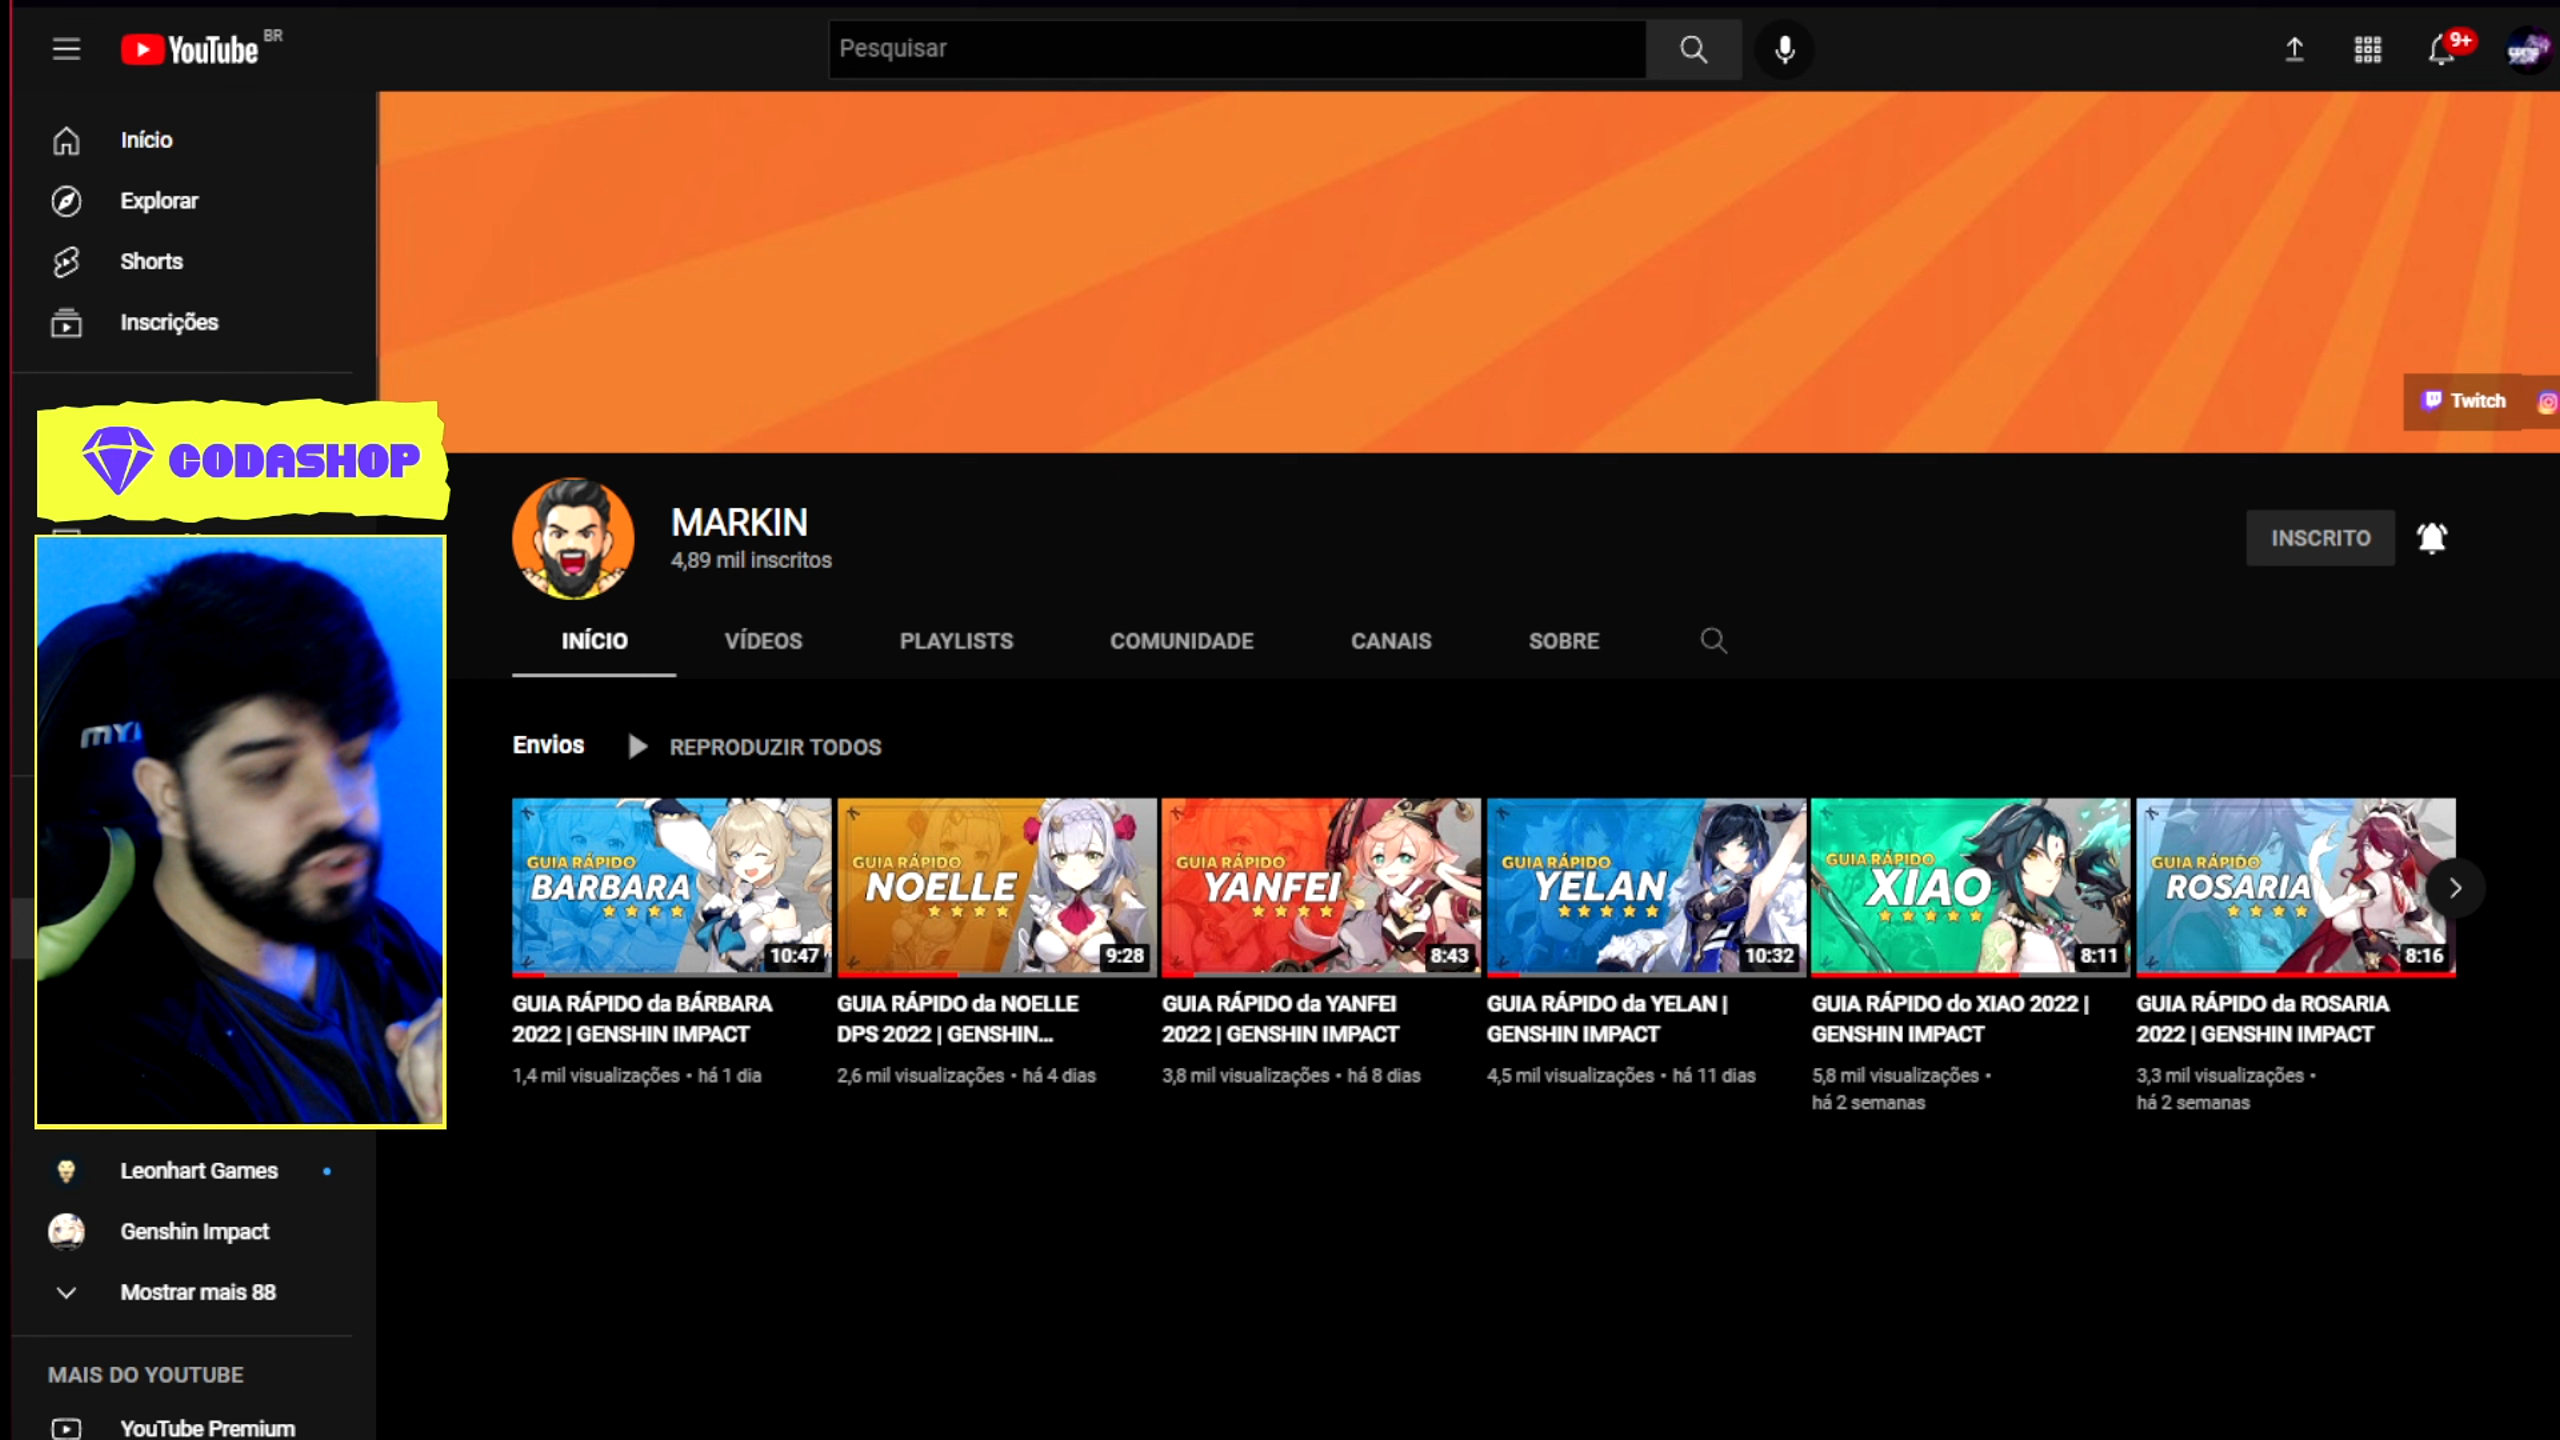 YouTube BR
Pesquisar
9+
Início
Explorar
Shorts
Inscrições
Twitch
CODASHOP
MARKIN
4,89 mil inscritos
INSCRITO
INÍCIO
VÍDEOS
PLAYLISTS
COMUNIDADE
CANAIS
SOBRE
Envios
REPRODUZIR TODOS
GUIA RÁPIDO
BARBARA
10:47
GUIA RÁPIDO
NOELLE
9:28
GUIA RÁPIDO
YANFEI
8:43
GUIA RÁPIDO
YELAN
10:32
GUIA RÁPIDO
XIAO
8:11
GUIA RÁPIDO
ROSARIA
8:16
GUIA RÁPIDO da BÁRBARA
2022 | GENSHIN IMPACT
1,4 mil visualizações • há 1 dia
GUIA RÁPIDO da NOELLE
DPS 2022 | GENSHIN...
2,6 mil visualizações • há 4 dias
GUIA RÁPIDO da YANFEI
2022 | GENSHIN IMPACT
3,8 mil visualizações • há 8 dias
GUIA RÁPIDO da YELAN |
GENSHIN IMPACT
4,5 mil visualizações • há 11 dias
GUIA RÁPIDO do XIAO 2022 |
GENSHIN IMPACT
5,8 mil visualizações •
há 2 semanas
GUIA RÁPIDO da ROSARIA
2022 | GENSHIN IMPACT
3,3 mil visualizações •
há 2 semanas
Leonhart Games
Genshin Impact
Mostrar mais 88
MAIS DO YOUTUBE
YouTube Premium